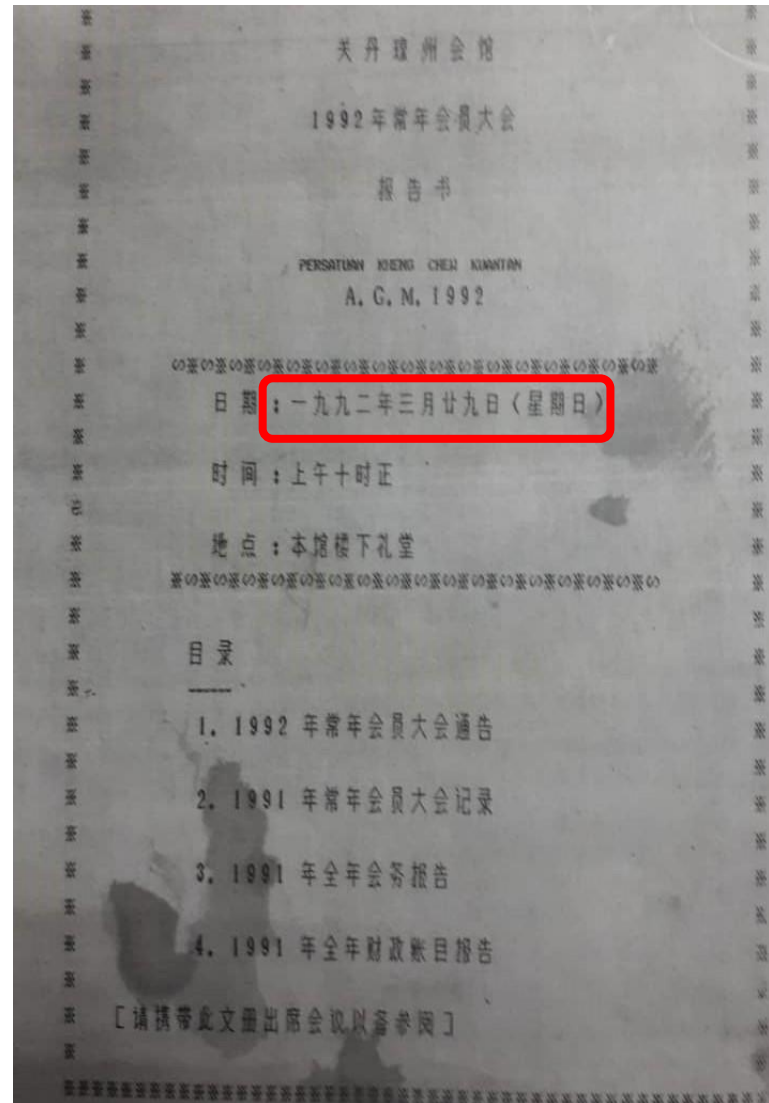 关丹琼州会馆
1992年常年会员大会
报告书
PERSATUAN KHENG CHEW KUANTAN
A.G.M.1992
日期：一九九二年三月廿九日（星期日）
时间：上午十时正
地点：本馆楼下礼堂
目录
1. 1992 年常年会员大会通告
2. 1991 年常年会员大会记录
3. 1991 年全年会务报告
4. 1991 年全年财政账目报告
[请携带此文册出席会议以备参阅]